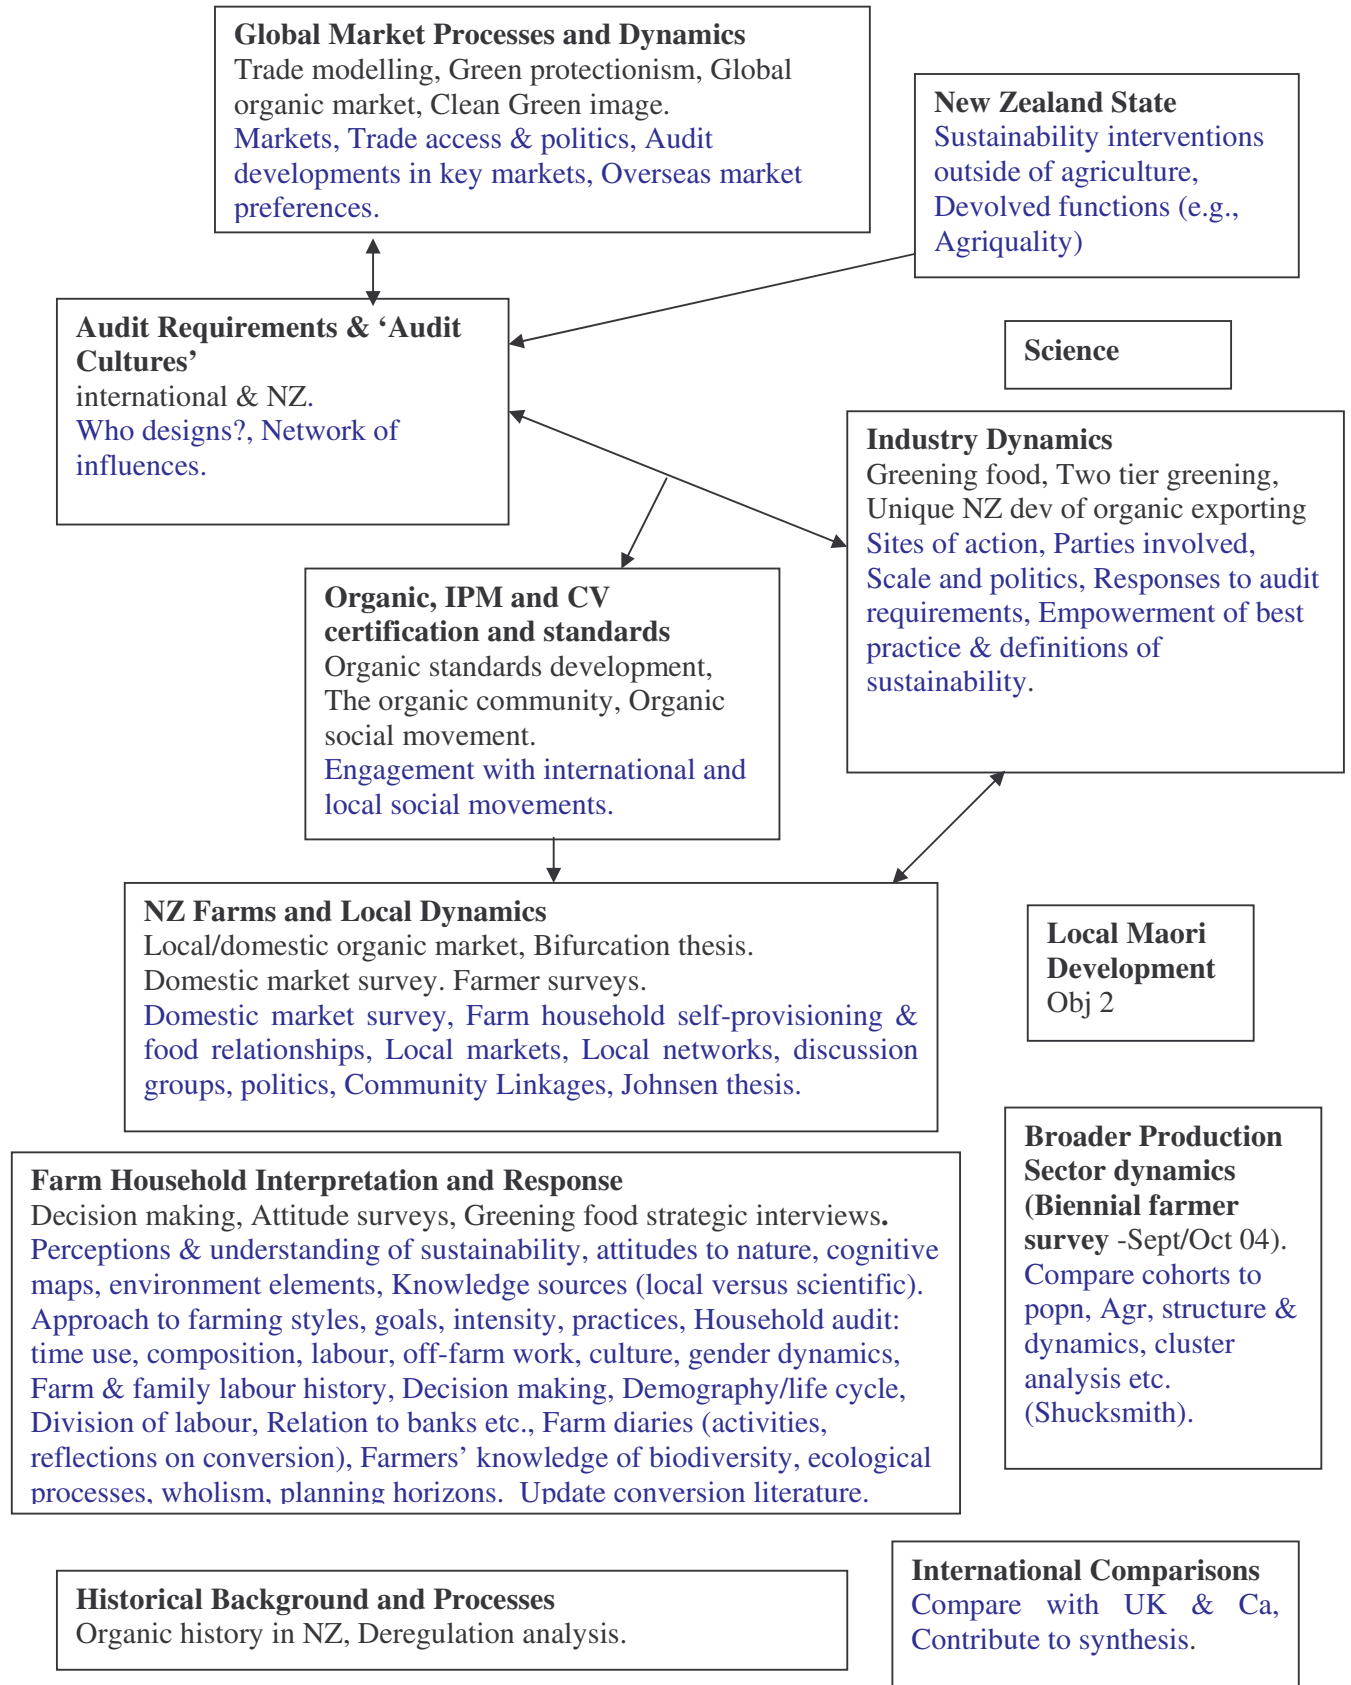 Global Market Processes and Dynamics
Trade modelling, Green protectionism, Global
organic market, Clean Green image.
Markets, Trade access & politics, Audit
developments in key markets, Overseas market
preferences.
New Zealand State
Sustainability interventions
outside of agriculture,
Devolved functions (e.g.,
Agriquality)
Audit Requirements & ‘Audit
Cultures’
international & NZ.
Who designs?, Network of
influences.
Science
Industry Dynamics
Greening food, Two tier greening,
Unique NZ dev of organic exporting
Sites of action, Parties involved,
Scale and politics, Responses to audit
requirements, Empowerment of best
practice & definitions of
sustainability.
Organic, IPM and CV
certification and standards
Organic standards development,
The organic community, Organic
social movement.
Engagement with international and
local social movements.
NZ Farms and Local Dynamics
Local/domestic organic market, Bifurcation thesis.
Domestic market survey. Farmer surveys.
Domestic market survey, Farm household self-provisioning &
food relationships, Local markets, Local networks, discussion
groups, politics, Community Linkages, Johnsen thesis.
Local Maori
Development
Obj 2
Broader Production
Sector dynamics
(Biennial farmer
survey -Sept/Oct 04).
Compare cohorts to
popn, Agr, structure &
dynamics, cluster
analysis etc.
(Shucksmith).
Farm Household Interpretation and Response
Decision making, Attitude surveys, Greening food strategic interviews.
Perceptions & understanding of sustainability, attitudes to nature, cognitive
maps, environment elements, Knowledge sources (local versus scientific).
Approach to farming styles, goals, intensity, practices, Household audit:
time use, composition, labour, off-farm work, culture, gender dynamics,
Farm & family labour history, Decision making, Demography/life cycle,
Division of labour, Relation to banks etc., Farm diaries (activities,
reflections on conversion), Farmers’ knowledge of biodiversity, ecological
processes, wholism, planning horizons. Update conversion literature.
Historical Background and Processes
Organic history in NZ, Deregulation analysis.
International Comparisons
Compare with UK & Ca,
Contribute to synthesis.